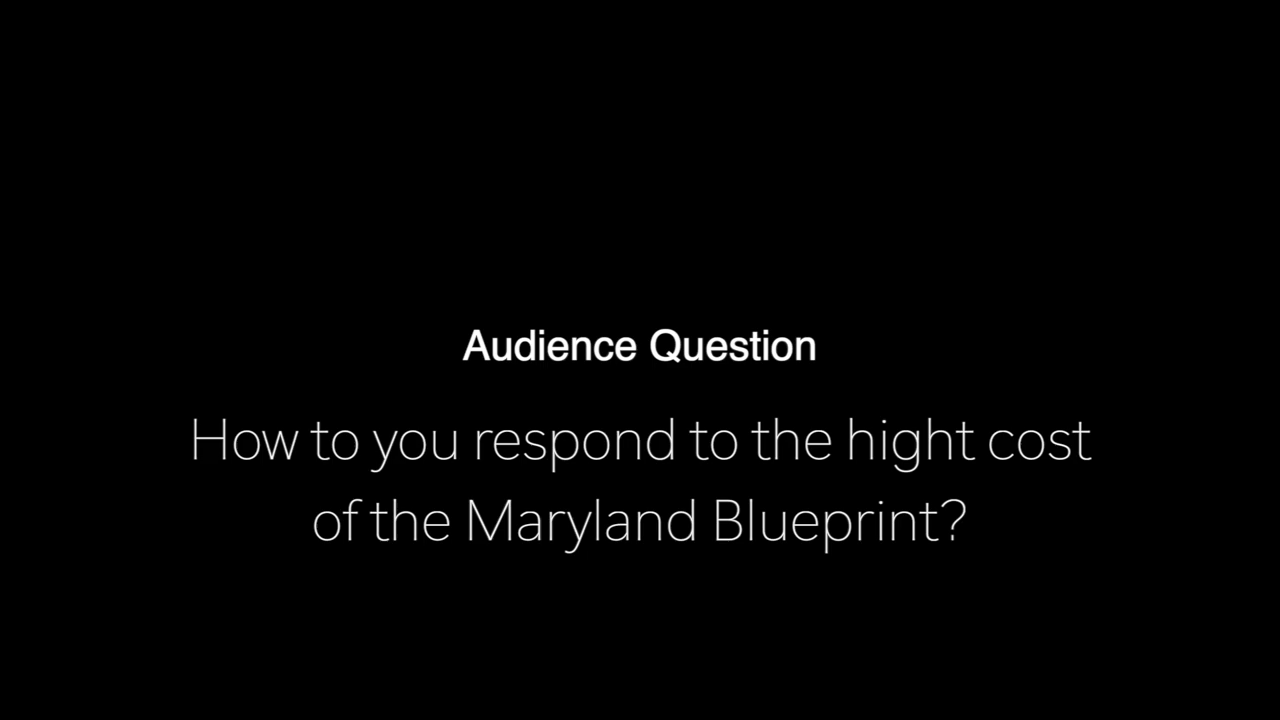 Audience Question
How to you respond to the hight cost
of the Maryland Blueprint?